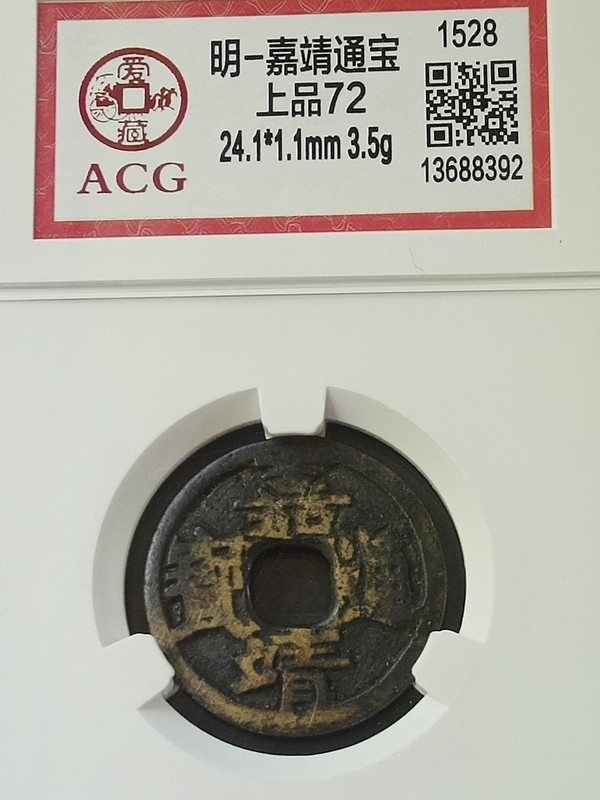 爱藏
ACG
明-嘉靖通宝
上品72
24.1*1.1mm 3.5g
1528
13688392
嘉靖通寶